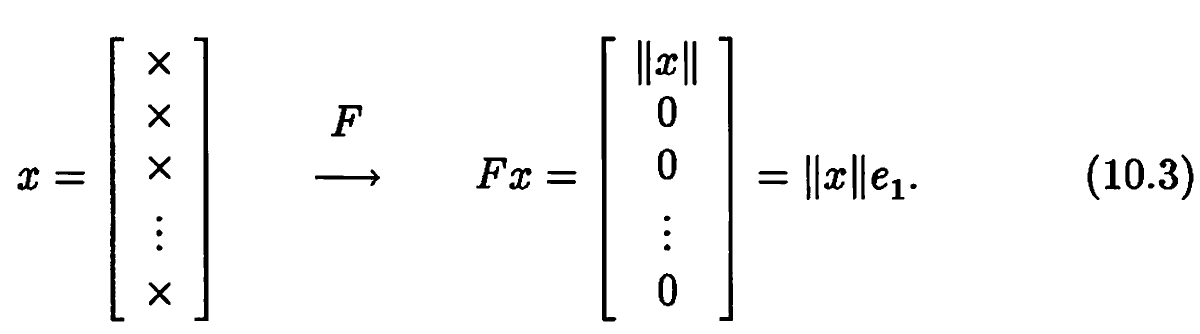 x = [ × × × ⋮ × ] F ⟶ Fx = [ ‖x‖ 0 0 ⋮ 0 ] = ‖x‖e₁. (10.3)